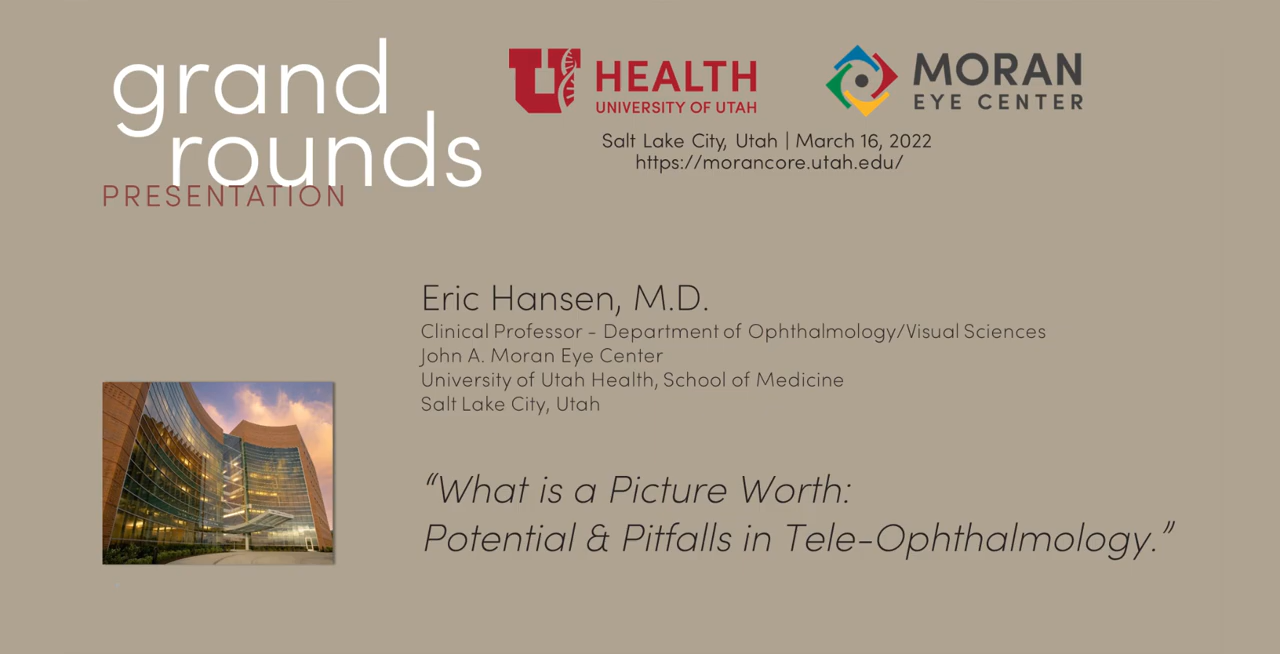 grand
rounds
PRESENTATION
U HEALTH
UNIVERSITY OF UTAH
MORAN
EYE CENTER
Salt Lake City, Utah | March 16, 2022
https://morancore.utah.edu/
Eric Hansen, M.D.
Clinical Professor - Department of Ophthalmology/Visual Sciences
John A. Moran Eye Center
University of Utah Health, School of Medicine
Salt Lake City, Utah
“What is a Picture Worth:
Potential & Pitfalls in Tele-Ophthalmology.”